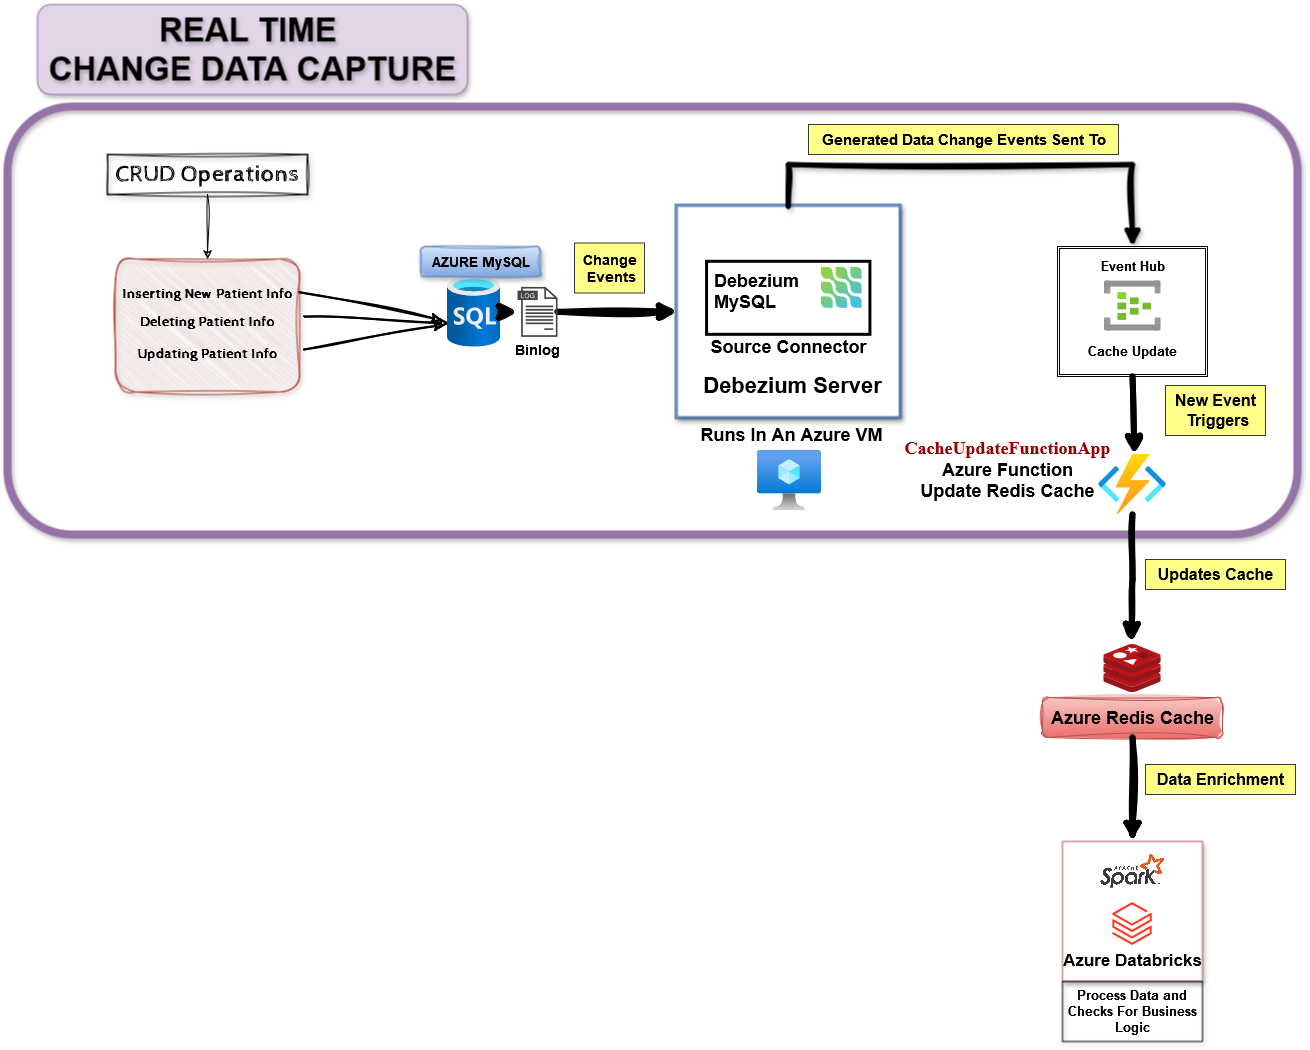 REAL TIME
CHANGE DATA CAPTURE
Generated Data Change Events Sent To
CRUD Operations
Inserting New Patient Info
Deleting Patient Info
Updating Patient Info
AZURE MySQL
SQL
LOG
Binlog
Change
Events
Debezium
MySQL
Source Connector
Debezium Server
Runs In An Azure VM
Event Hub
Cache Update
New Event
Triggers
CacheUpdateFunctionApp
Azure Function
Update Redis Cache
Updates Cache
Azure Redis Cache
Data Enrichment
APACHE
Spark
Azure Databricks
Process Data and
Checks For Business
Logic